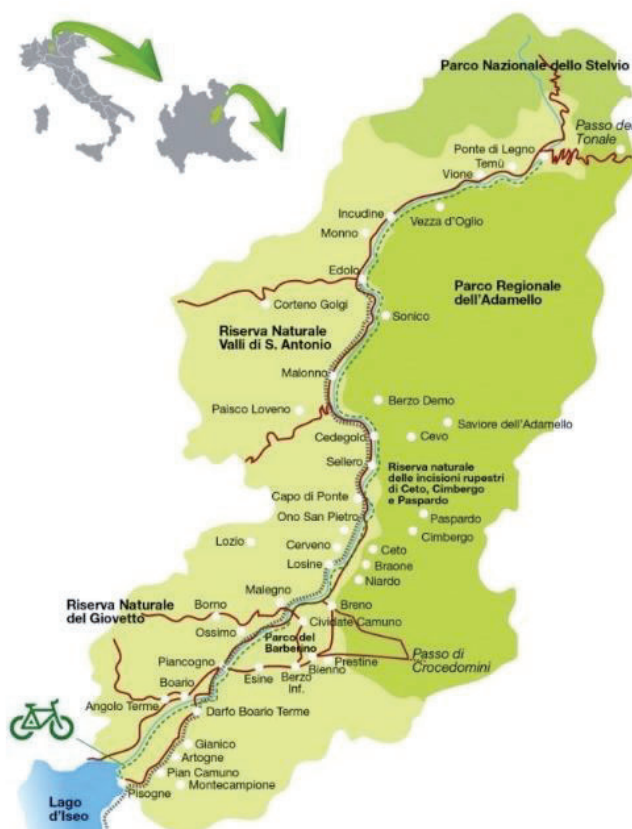 Parco Nazionale dello Stelvio
Passo del
Tonale
Ponte di Legno
Temù
Vione
Incudine
Vezza d'Oglio
Monno
Edolo
Parco Regionale
dell'Adamello
Corteno Golgi
Sonico
Riserva Naturale
Valli di S. Antonio
Malonno
Berzo Demo
Paisco Loveno
Saviore dell'Adamello
Cedegolo
Cevo
Sellero
Riserva naturale
delle incisioni rupestri
di Ceto, Cimbergo
e Paspardo
Capo di Ponte
Ono San Pietro
Paspardo
Cimbergo
Lozio
Cerveno
Ceto
Losine
Braone
Niardo
Malegno
Riserva Naturale
del Giovetto
Borno
Breno
Cividate Camuno
Ossimo
Parco del
Barberino
Passo di
Crocedomini
Piancogno
Prestine
Bienno
Esine
Berzo
Inf.
Boario
Angolo Terme
Darfo Boario Terme
Gianico
Artogne
Pian Camuno
Montecampione
Pisogne
Lago
d'Iseo